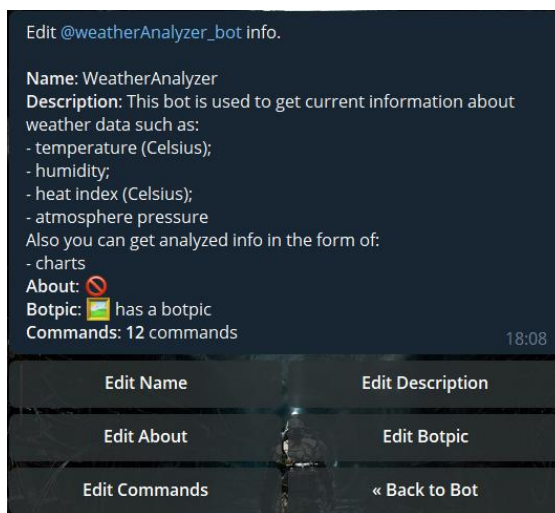 Edit @weatherAnalyzer_bot info.
Name: WeatherAnalyzer
Description: This bot is used to get current information about
weather data such as:
- temperature (Celsius);
- humidity;
- heat index (Celsius);
- atmosphere pressure
Also you can get analyzed info in the form of:
- charts
About: 🚫
Botpic: 🖼 has a botpic
Commands: 12 commands
18:08
Edit Name
Edit Description
Edit About
Edit Botpic
Edit Commands
« Back to Bot